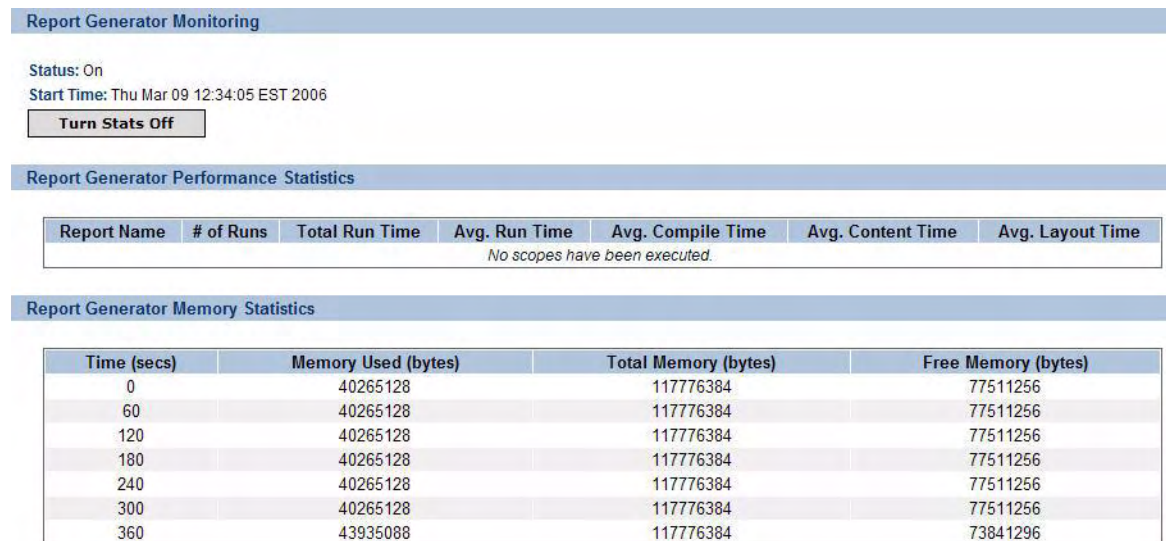 Report Generator Monitoring
Status: On
Start Time: Thu Mar 09 12:34:05 EST 2006
Turn Stats Off
Report Generator Performance Statistics
Report Name # of Runs Total Run Time Avg. Run Time Avg. Compile Time Avg. Content Time Avg. Layout Time
No scopes have been executed.
Report Generator Memory Statistics
Time (secs) Memory Used (bytes) Total Memory (bytes) Free Memory (bytes)
0 40265128 117776384 77511256
60 40265128 117776384 77511256
120 40265128 117776384 77511256
180 40265128 117776384 77511256
240 40265128 117776384 77511256
300 40265128 117776384 77511256
360 43935088 117776384 73841296